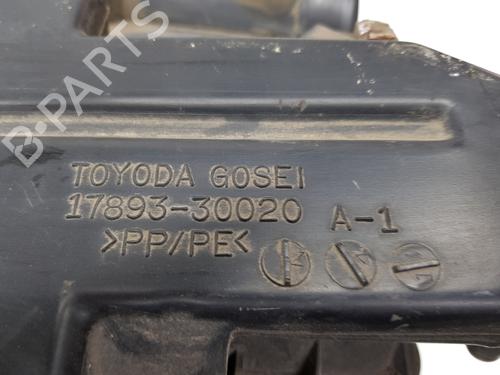 B-PARTS
TOYODA GOSEI
17893-30020 A-1
>PP/PE<